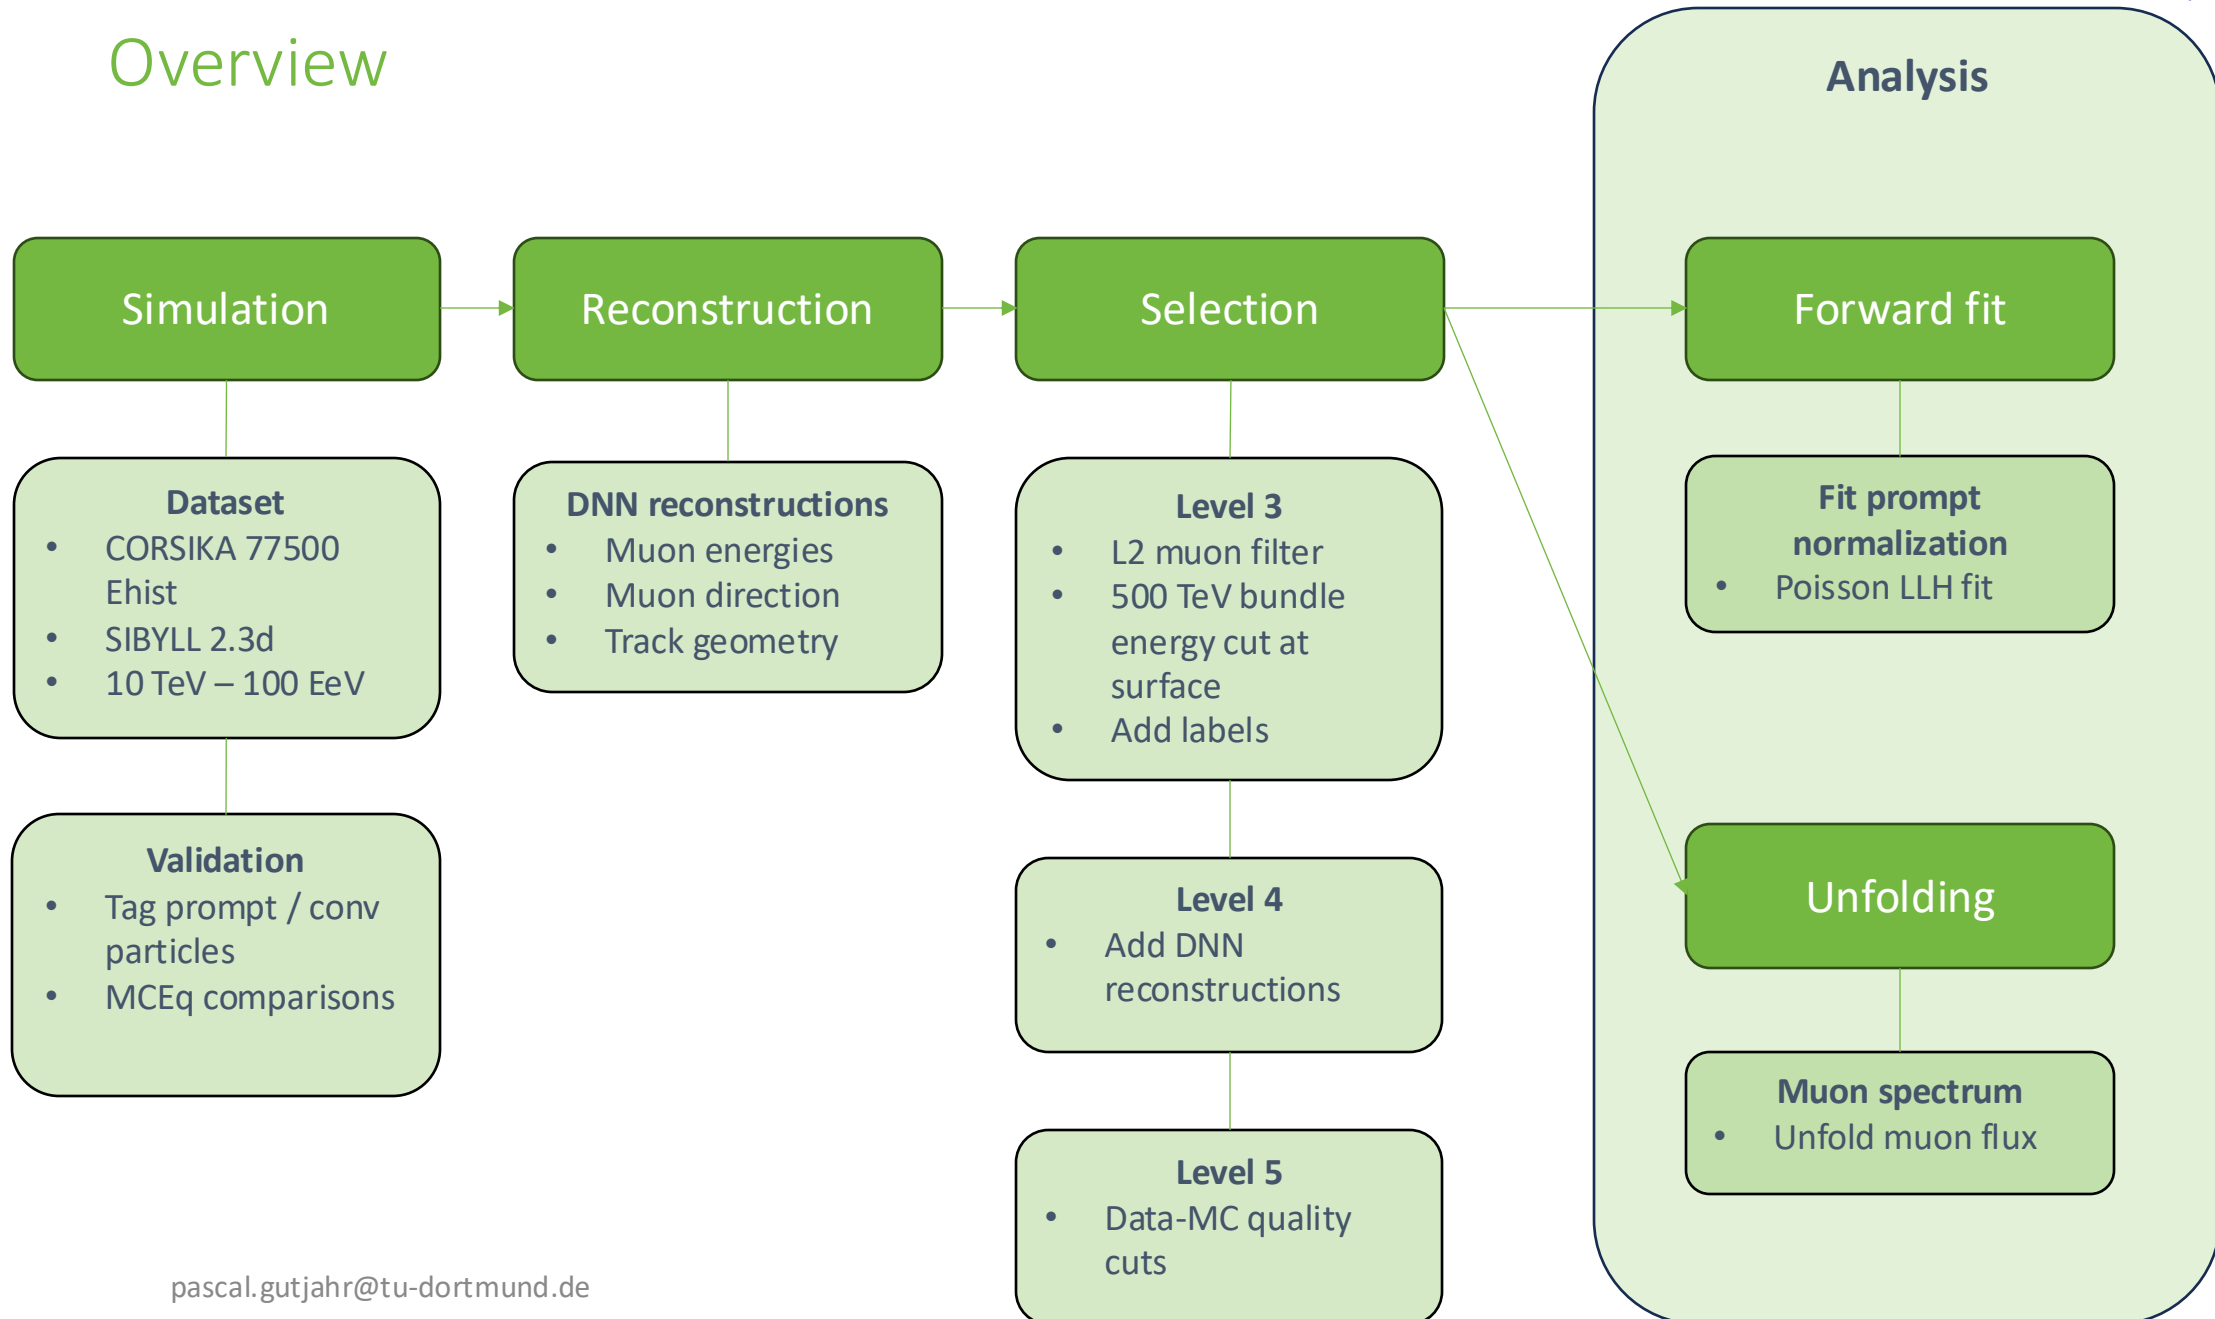 Overview
Analysis
Simulation
Reconstruction
Selection
Forward fit
Dataset
• CORSIKA 77500
Ehist
• SIBYLL 2.3d
• 10 TeV – 100 EeV
Validation
• Tag prompt / conv
particles
• MCEq comparisons
DNN reconstructions
• Muon energies
• Muon direction
• Track geometry
Level 3
• L2 muon filter
• 500 TeV bundle
energy cut at
surface
• Add labels
Level 4
• Add DNN
reconstructions
Level 5
• Data-MC quality
cuts
Fit prompt
normalization
• Poisson LLH fit
Unfolding
Muon spectrum
• Unfold muon flux
pascal.gutjahr@tu-dortmund.de